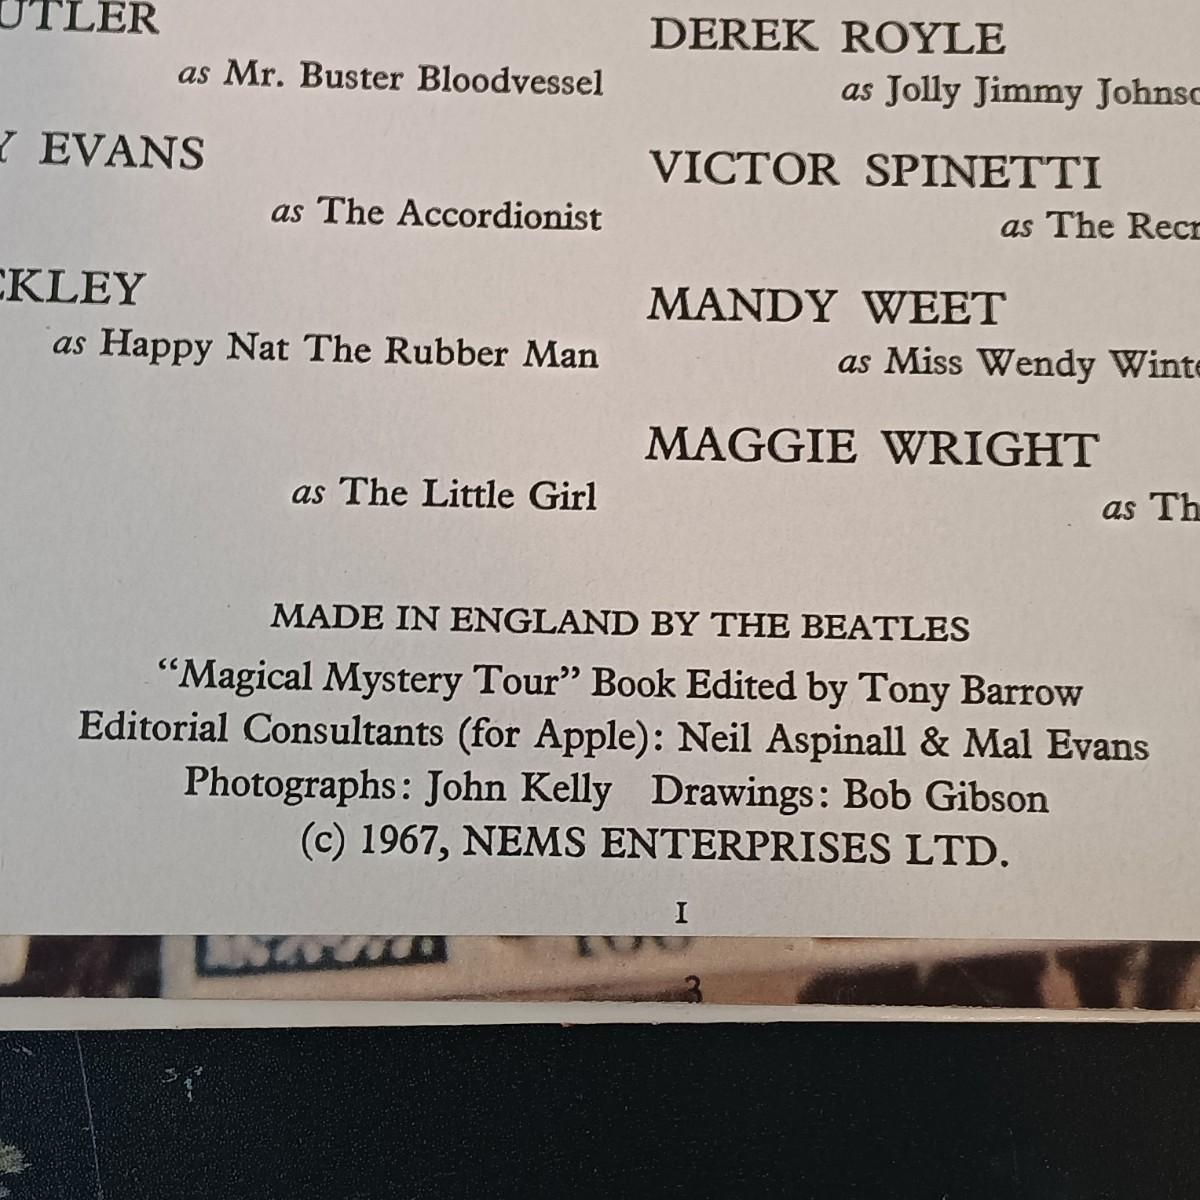 UTLER
as Mr. Buster Bloodvessel
Y EVANS
as The Accordionist
CKLEY
as Happy Nat The Rubber Man
as The Little Girl
DEREK ROYLE
as Jolly Jimmy Johnso
VICTOR SPINETTI
as The Recr
MANDY WEET
as Miss Wendy Winte
MAGGIE WRIGHT
as Th
MADE IN ENGLAND BY THE BEATLES
“Magical Mystery Tour” Book Edited by Tony Barrow
Editorial Consultants (for Apple): Neil Aspinall & Mal Evans
Photographs: John Kelly Drawings: Bob Gibson
(c) 1967, NEMS ENTERPRISES LTD.
I
3